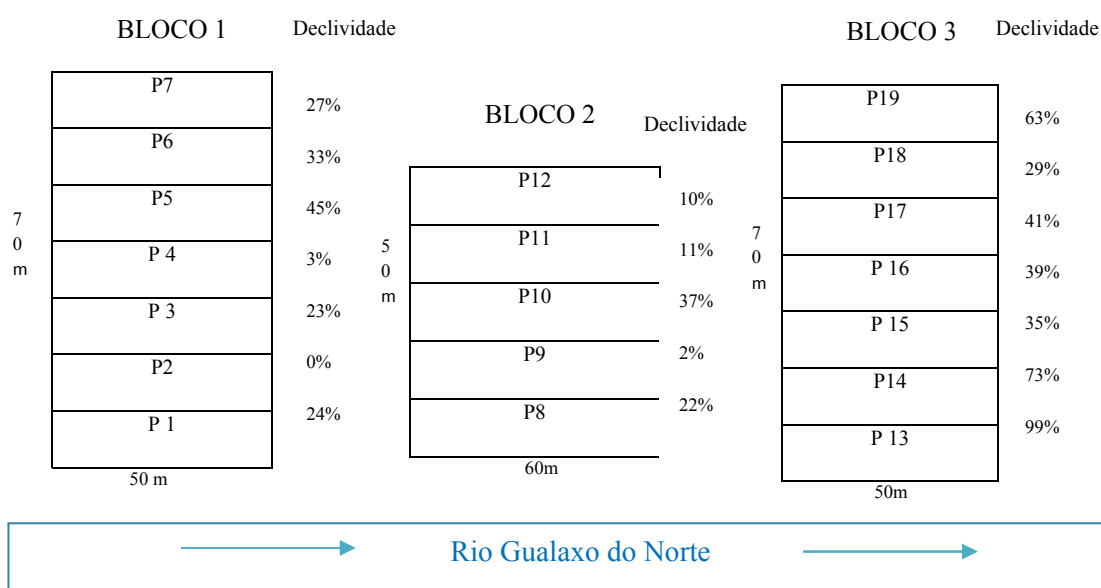 BLOCO 1
Declividade
P7
27%
P6
33%
P5
45%
P 4
3%
P 3
23%
P2
0%
P 1
24%
7
0
m
50 m
BLOCO 2
Declividade
P12
10%
P11
11%
P10
37%
P9
2%
P8
22%
5
0
m
60m
BLOCO 3
Declividade
P19
63%
P18
29%
P17
41%
P 16
39%
P 15
35%
P14
73%
P 13
99%
7
0
m
50m
Rio Gualaxo do Norte